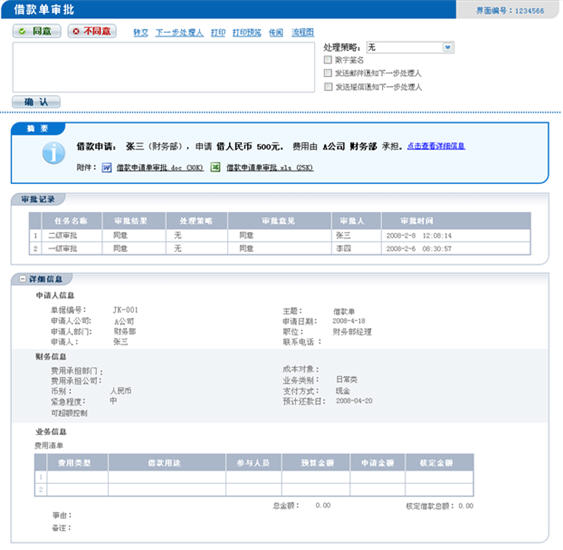 借款单审批
界面编号：1234566
同意 不同意 转交 下一步处理人 打印 打印预览 传阅 流程图
处理策略：无
数字签名
发送邮件通知下一步处理人
发送短信通知下一步处理人
确 认
摘 要
借款申请： 张三（财务部），申请 借人民币 500元。 费用由 A公司 财务部 承担。点击查看详细信息
附件： 借款申请单审批.doc (30K) 借款申请单审批.xls (25K)
审批记录
任务名称 审批结果 处理策略 审批意见 审批人 审批时间
1 二级审批 同意 无 同意 张三 2008-2-8 12:08:14
2 一级审批 同意 无 同意 李四 2008-2-6 08:30:57
详细信息
申请人信息
单据编号： JK-001 主题： 借款单
申请人公司： A公司 申请日期： 2008-4-18
申请人部门： 财务部 职位： 财务部经理
申请人： 张三 联系电话：
财务信息
费用承担部门： 成本对象：
费用承担公司： 业务类别： 日常类
币别： 人民币 支付方式： 现金
紧急程度： 中 预计还款日： 2008-04-20
可超额控制
业务信息
费用清单
费用类型 借款用途 参与人员 预算金额 申请金额 核定金额
1
2
总金额： 0.00 核定借款总额：0.00
事由：
备注：